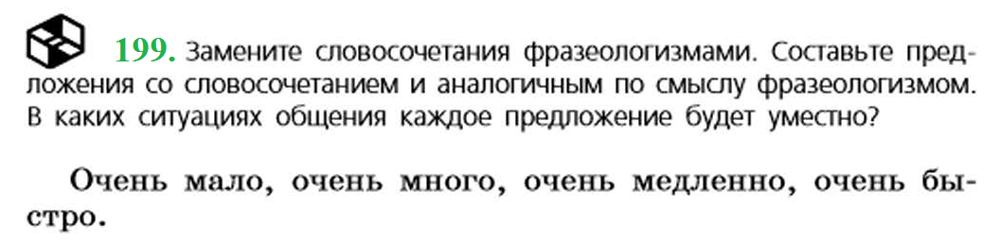 199. Замените словосочетания фразеологизмами. Составьте пред-
ложения со словосочетанием и аналогичным по смыслу фразеологизмом.
В каких ситуациях общения каждое предложение будет уместно?
Очень мало, очень много, очень медленно, очень бы-
стро.